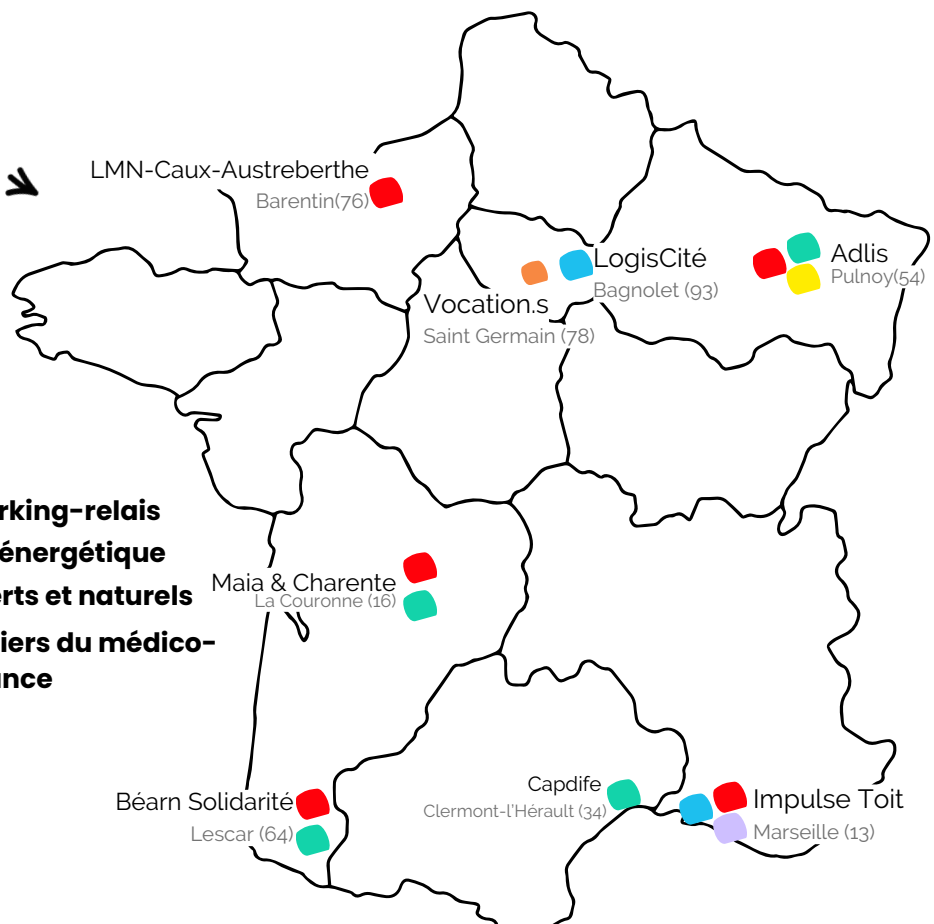 LMN-Caux-Austreberthe
Barentin(76)
LogisCité
Bagnolet (93)
Adlis
Pulnoy(54)
Vocation.s
Saint Germain (78)
rking-relais
énergétique
erts et naturels
iers du médico-
ance
Maia & Charente
La Couronne (16)
Béarn Solidarité
Lescar (64)
Capdife
Clermont-l'Hérault (34)
Impulse Toit
Marseille (13)